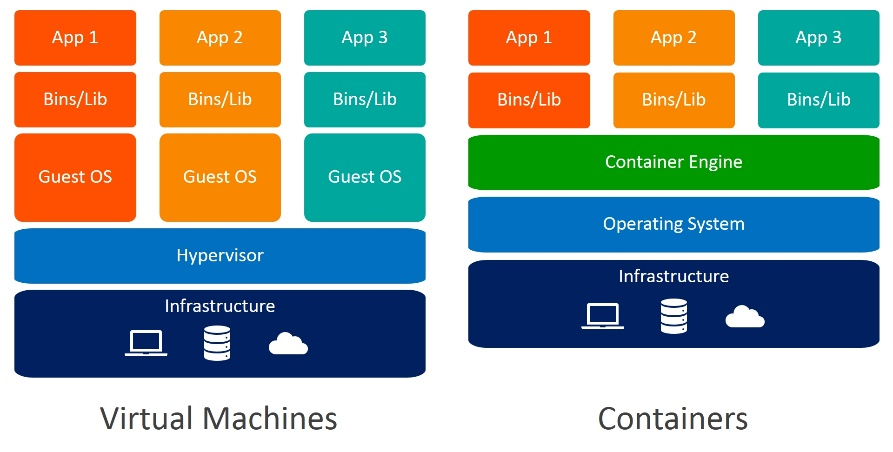 App 1
App 2
App 3
Bins/Lib
Bins/Lib
Bins/Lib
Guest OS
Guest OS
Guest OS
Hypervisor
Infrastructure
Virtual Machines
App 1
App 2
App 3
Bins/Lib
Bins/Lib
Bins/Lib
Container Engine
Operating System
Infrastructure
Containers